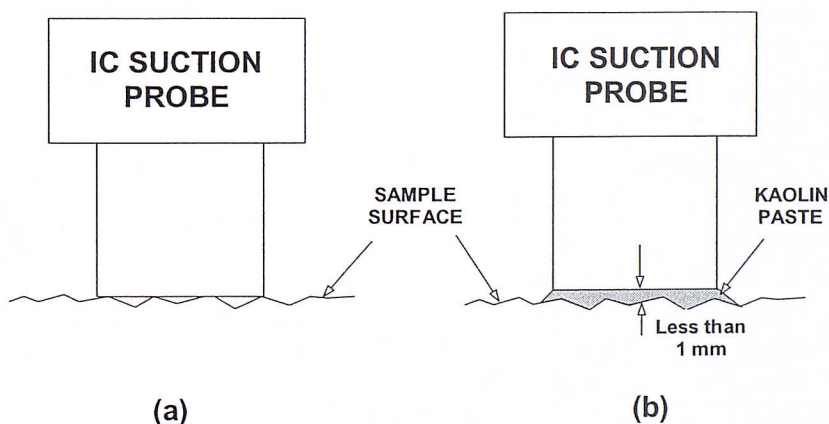 IC SUCTION
PROBE
SAMPLE
SURFACE
(a)
IC SUCTION
PROBE
KAOLIN
PASTE
Less than
1 mm
(b)